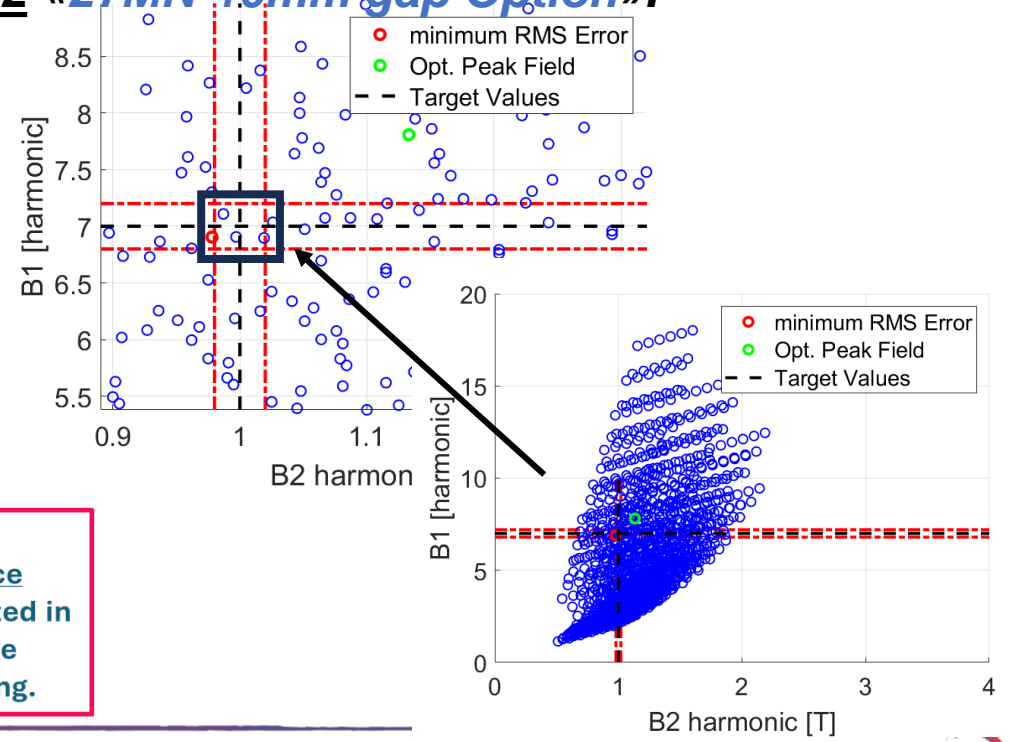 minimum RMS Error
Opt. Peak Field
Target Values
B1 [harmonic]
8.5
8
7.5
7
6.5
6
5.5
0.9
1
1.1
B2 harmon
minimum RMS Error
Opt. Peak Field
Target Values
B1 [harmonic]
20
15
10
5
0
0
1
2
3
4
B2 harmonic [T]
ce
ted in
e
ng.